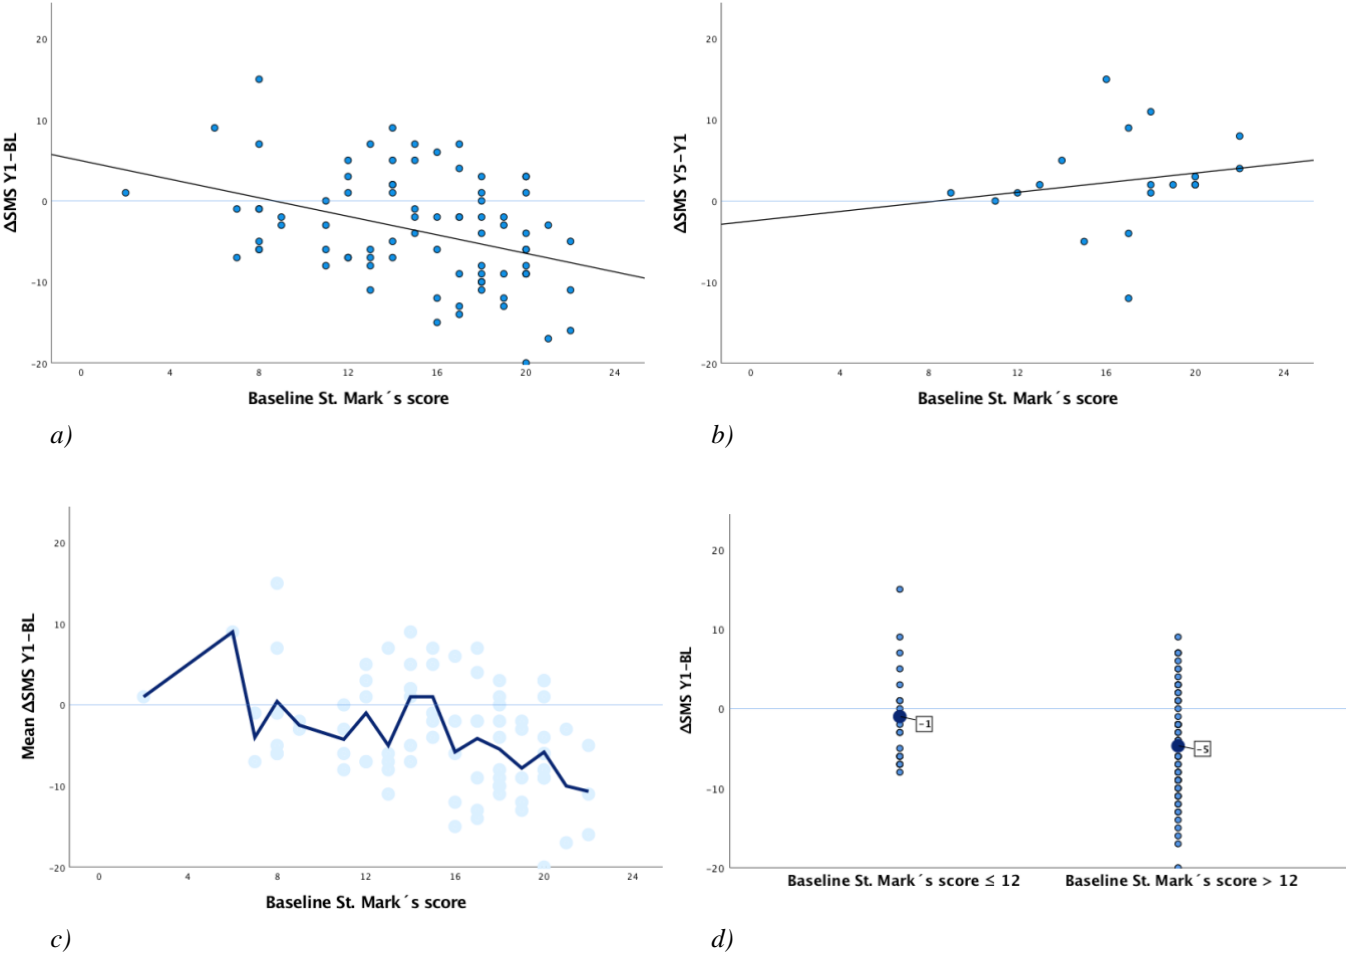 20
10
0
−10
−20
ΔSMS Y1−BL
0 4 8 12 16 20 24
Baseline St. Mark´s score
a)
20
10
0
−10
−20
ΔSMS Y5−Y1
0 4 8 12 16 20 24
Baseline St. Mark´s score
b)
20
10
0
−10
−20
Mean ΔSMS Y1−BL
0 4 8 12 16 20 24
Baseline St. Mark´s score
c)
20
10
0
−10
−20
ΔSMS Y1−BL
−1
−5
Baseline St. Mark´s score ≤ 12
Baseline St. Mark´s score > 12
d)